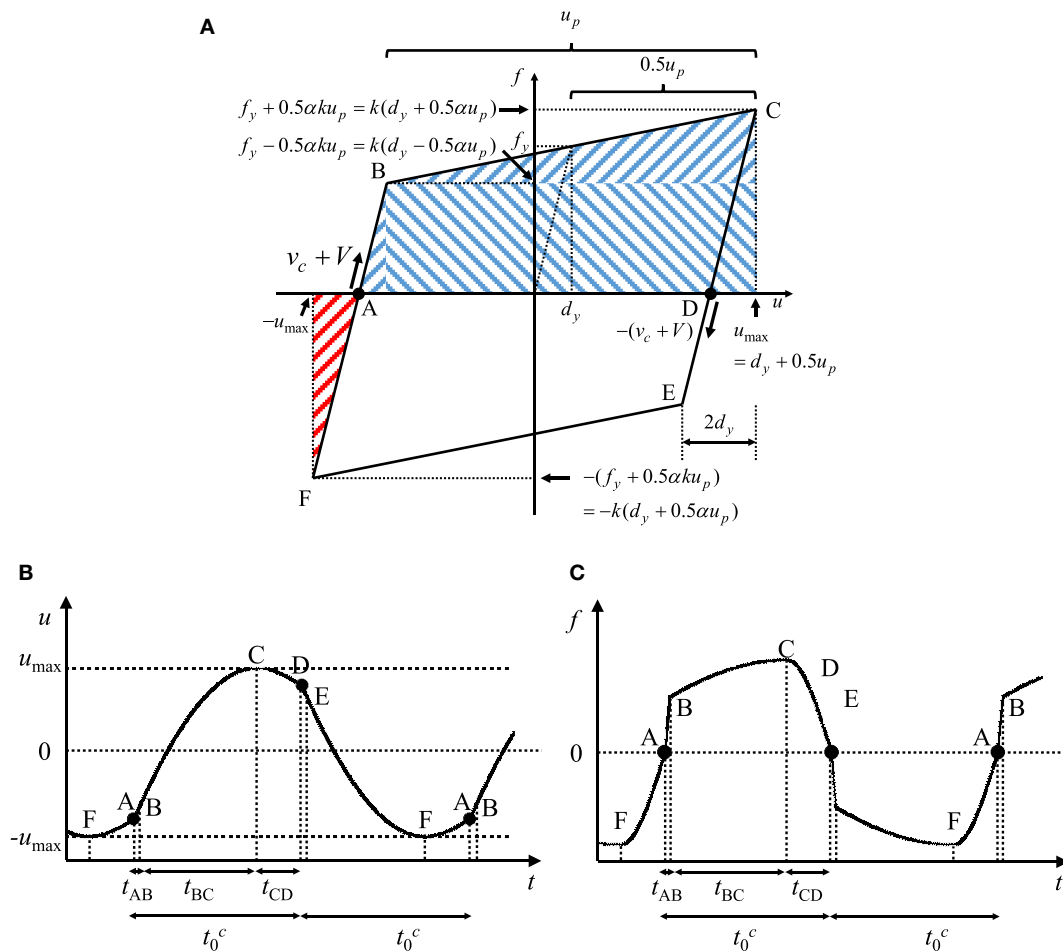 A
u_p
f
0.5u_p
C
f_y + 0.5αku_p = k(d_y + 0.5αu_p)
f_y
f_y − 0.5αku_p = k(d_y − 0.5αu_p)
B
v_c + V
A
D
u
−u_max
d_y
−(v_c + V)
u_max
= d_y + 0.5u_p
E
2d_y
F
−(f_y + 0.5αku_p)
= −k(d_y + 0.5αu_p)
B
u
u_max
C
D
E
0
A
B
F
A
B
F
-u_max
t
t_AB
t_BC
t_CD
t_0^c
t_0^c
C
f
C
D
B
E
B
A
A
0
F
F
t
t_AB
t_BC
t_CD
t_0^c
t_0^c